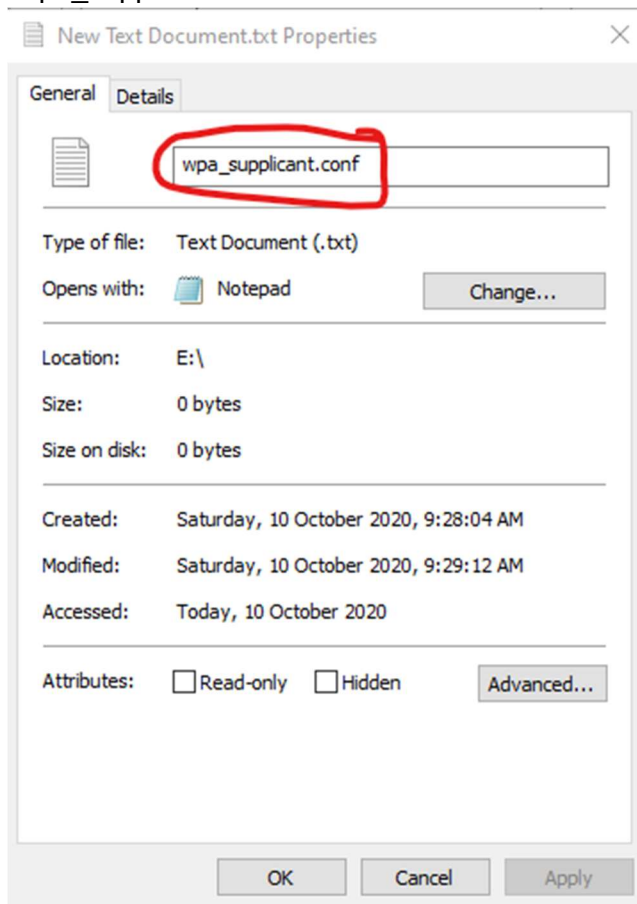 New Text Document.txt Properties
General Details
wpa_supplicant.conf
Type of file: Text Document (.txt)
Opens with: Notepad Change...
Location: E:\
Size: 0 bytes
Size on disk: 0 bytes
Created: Saturday, 10 October 2020, 9:28:04 AM
Modified: Saturday, 10 October 2020, 9:29:12 AM
Accessed: Today, 10 October 2020
Attributes: Read-only Hidden Advanced...
OK Cancel Apply